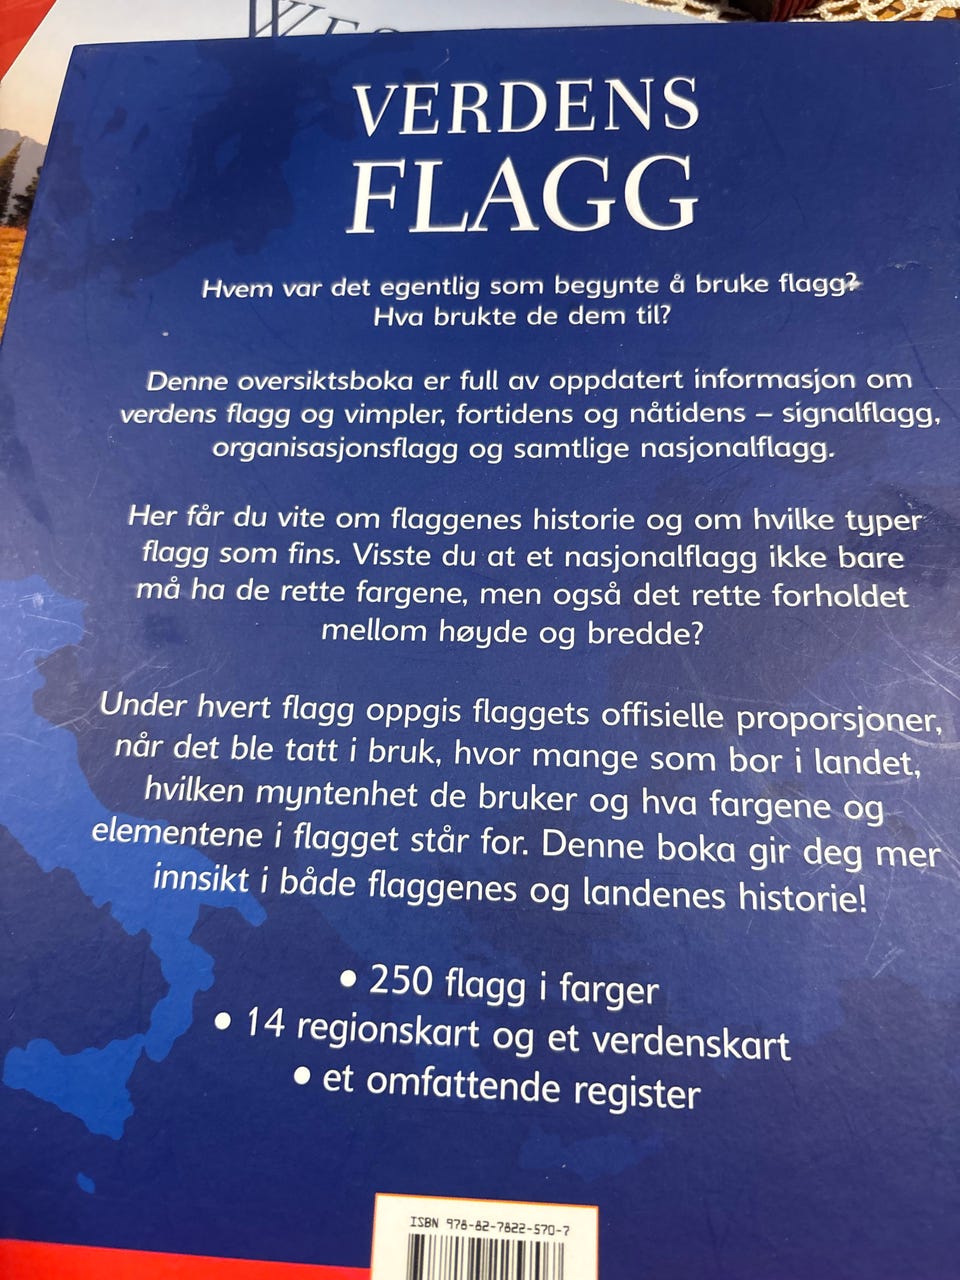 VERDENS
FLAGG
Hvem var det egentlig som begynte å bruke flagg?
Hva brukte de dem til?
Denne oversiktsboka er full av oppdatert informasjon om
verdens flagg og vimpler, fortidens og nåtidens – signalflagg,
organisasjonsflagg og samtlige nasjonalflagg.
Her får du vite om flaggenes historie og om hvilke typer
flagg som fins. Visste du at et nasjonalflagg ikke bare
må ha de rette fargene, men også det rette forholdet
mellom høyde og bredde?
Under hvert flagg oppgis flaggets offisielle proporsjoner,
når det ble tatt i bruk, hvor mange som bor i landet,
hvilken myntenhet de bruker og hva fargene og
elementene i flagget står for. Denne boka gir deg mer
innsikt i både flaggenes og landenes historie!
• 250 flagg i farger
• 14 regionskart og et verdenskart
• et omfattende register
ISBN 978-82-7822-570-7